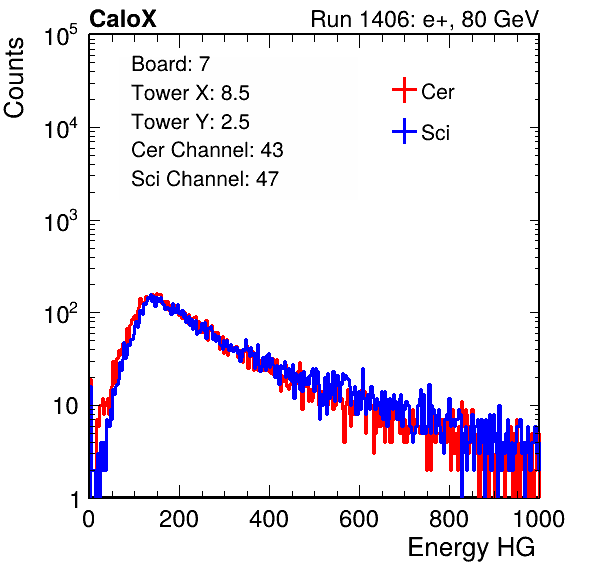 CaloX Run 1406: e+, 80 GeV
Counts
10^5
10^4
10^3
10^2
10
1
Board: 7
Tower X: 8.5
Tower Y: 2.5
Cer Channel: 43
Sci Channel: 47
Cer
Sci
0 200 400 600 800 1000
Energy HG